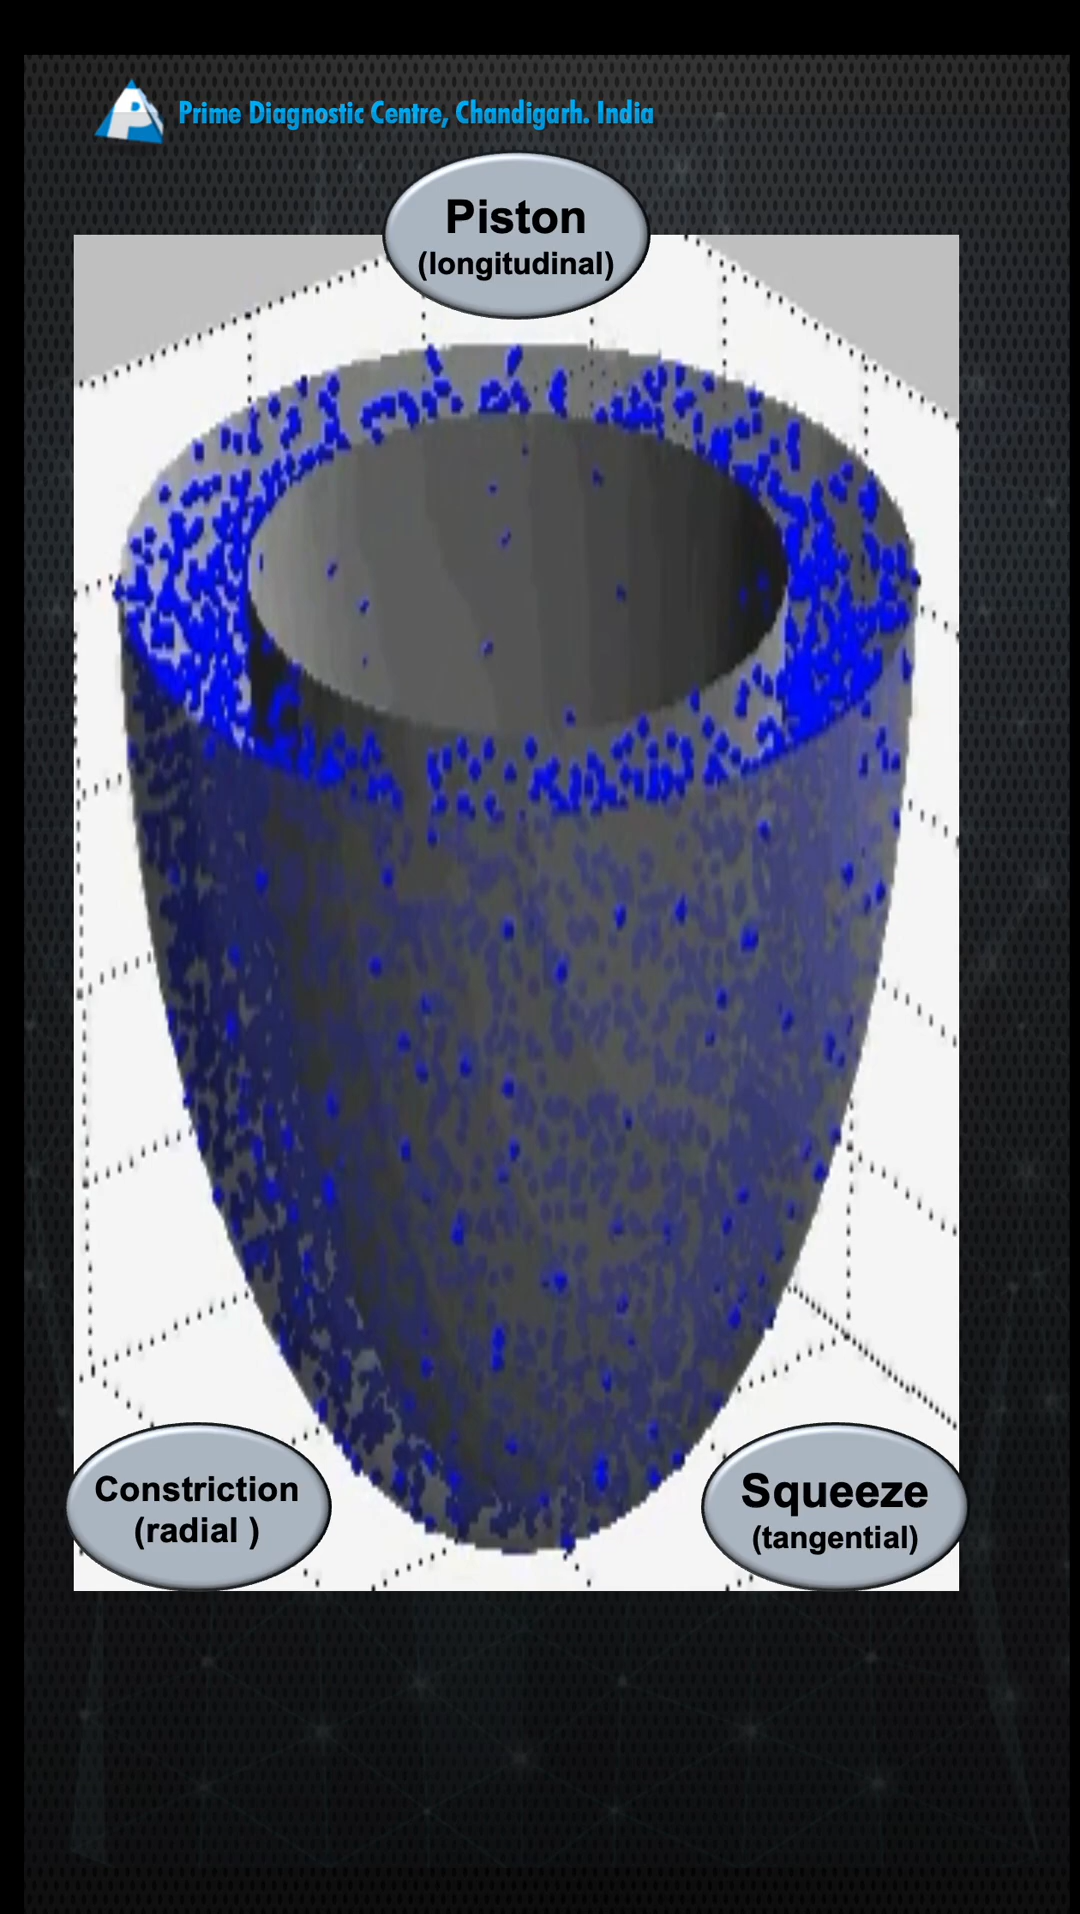 P
Prime Diagnostic Centre, Chandigarh. India
Piston
(longitudinal)
Constriction
(radial )
Squeeze
(tangential)